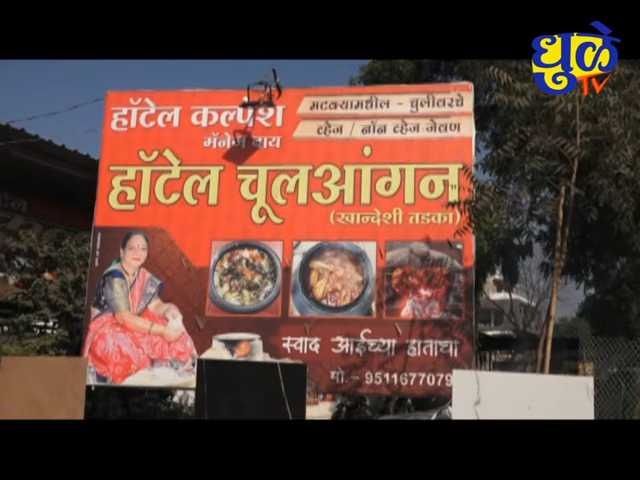 धुळे TV
हॉटेल कल्पेश
मॅनेज बाय
मटक्यामधील - चुलीवरचे
व्हेज / नॉन व्हेज जेवण
हॉटेल चूलआंगन
(खान्देशी तडका)
स्वाद आईच्या हाताचा
मो. - 9511677079